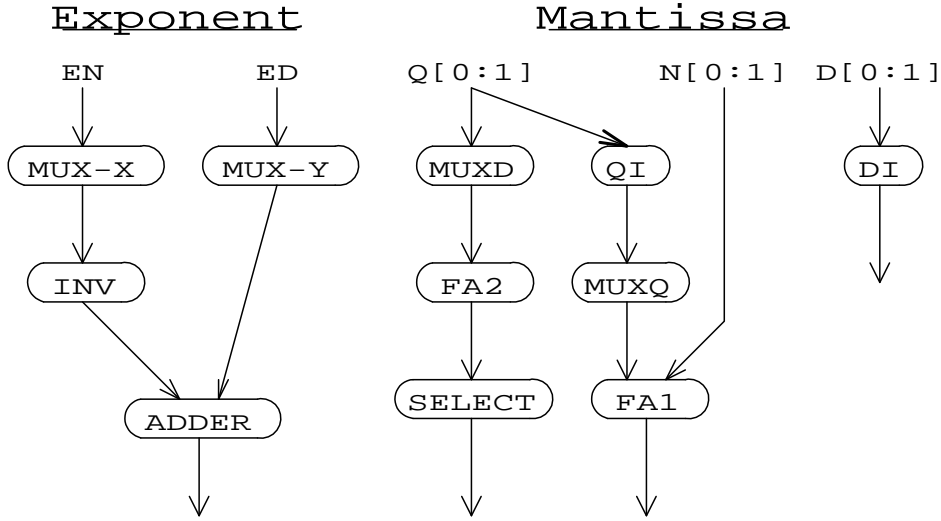 Exponent Mantissa
EN ED Q[0:1] N[0:1] D[0:1]
MUX-X MUX-Y MUXD QI DI
INV FA2 MUXQ
SELECT FA1
ADDER